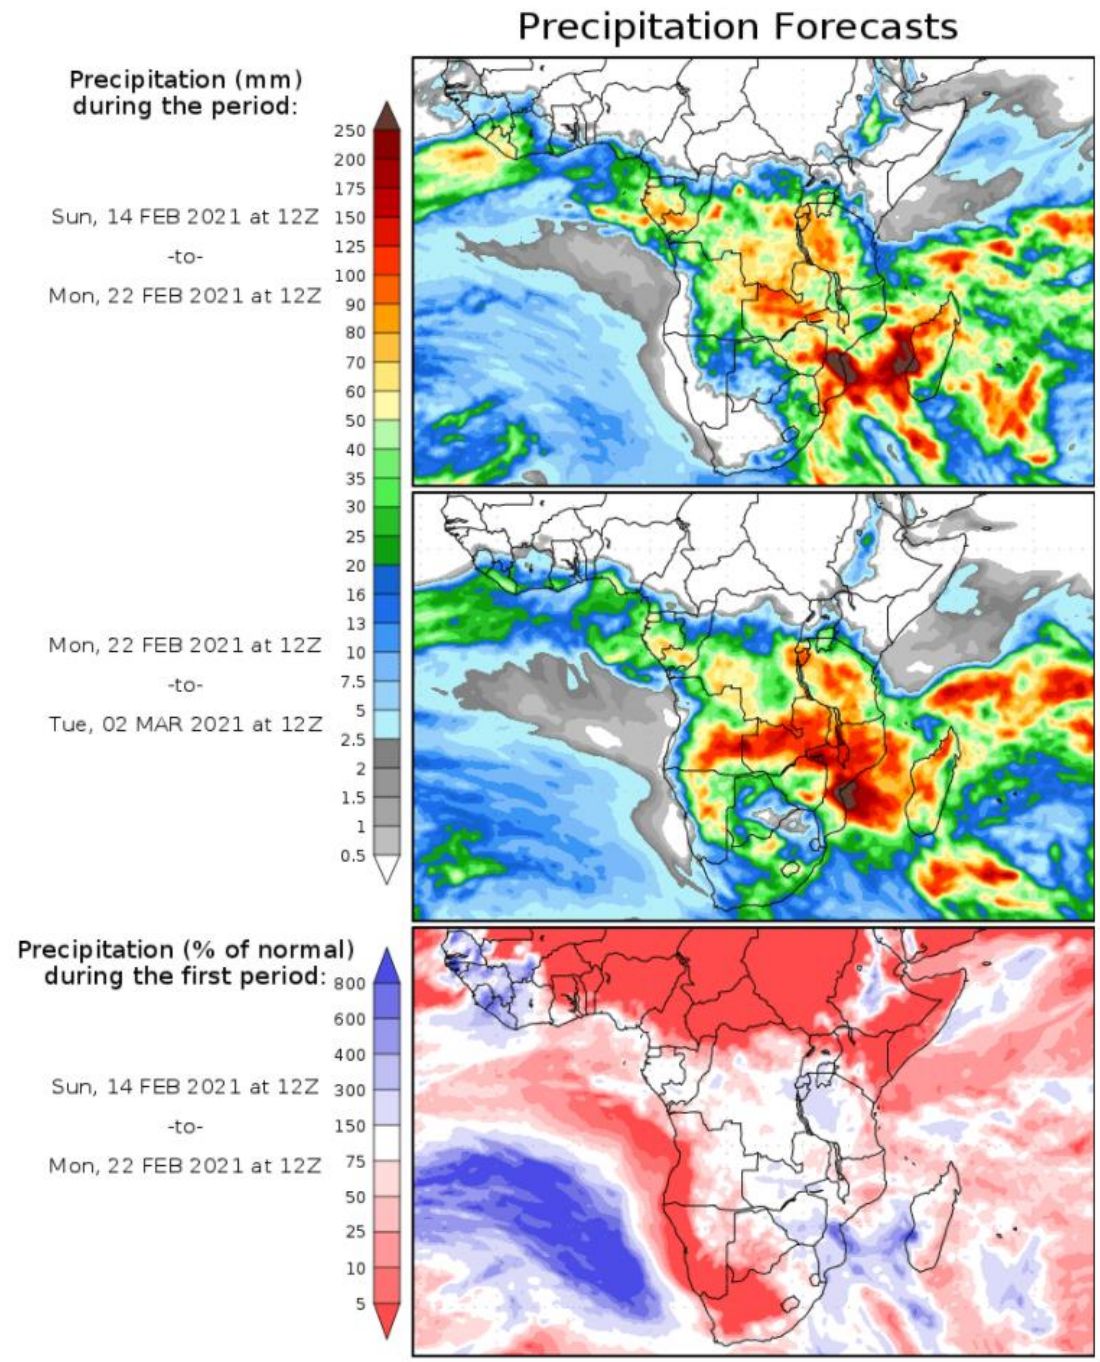 Precipitation Forecasts
Precipitation (mm)
during the period:
250
200
175
150
125
100
90
80
70
60
50
40
35
30
25
20
16
13
10
7.5
5
2.5
2
1.5
1
0.5
Sun, 14 FEB 2021 at 12Z
-to-
Mon, 22 FEB 2021 at 12Z
Mon, 22 FEB 2021 at 12Z
-to-
Tue, 02 MAR 2021 at 12Z
Precipitation (% of normal)
during the first period:
800
600
400
300
150
75
50
25
10
5
Sun, 14 FEB 2021 at 12Z
-to-
Mon, 22 FEB 2021 at 12Z